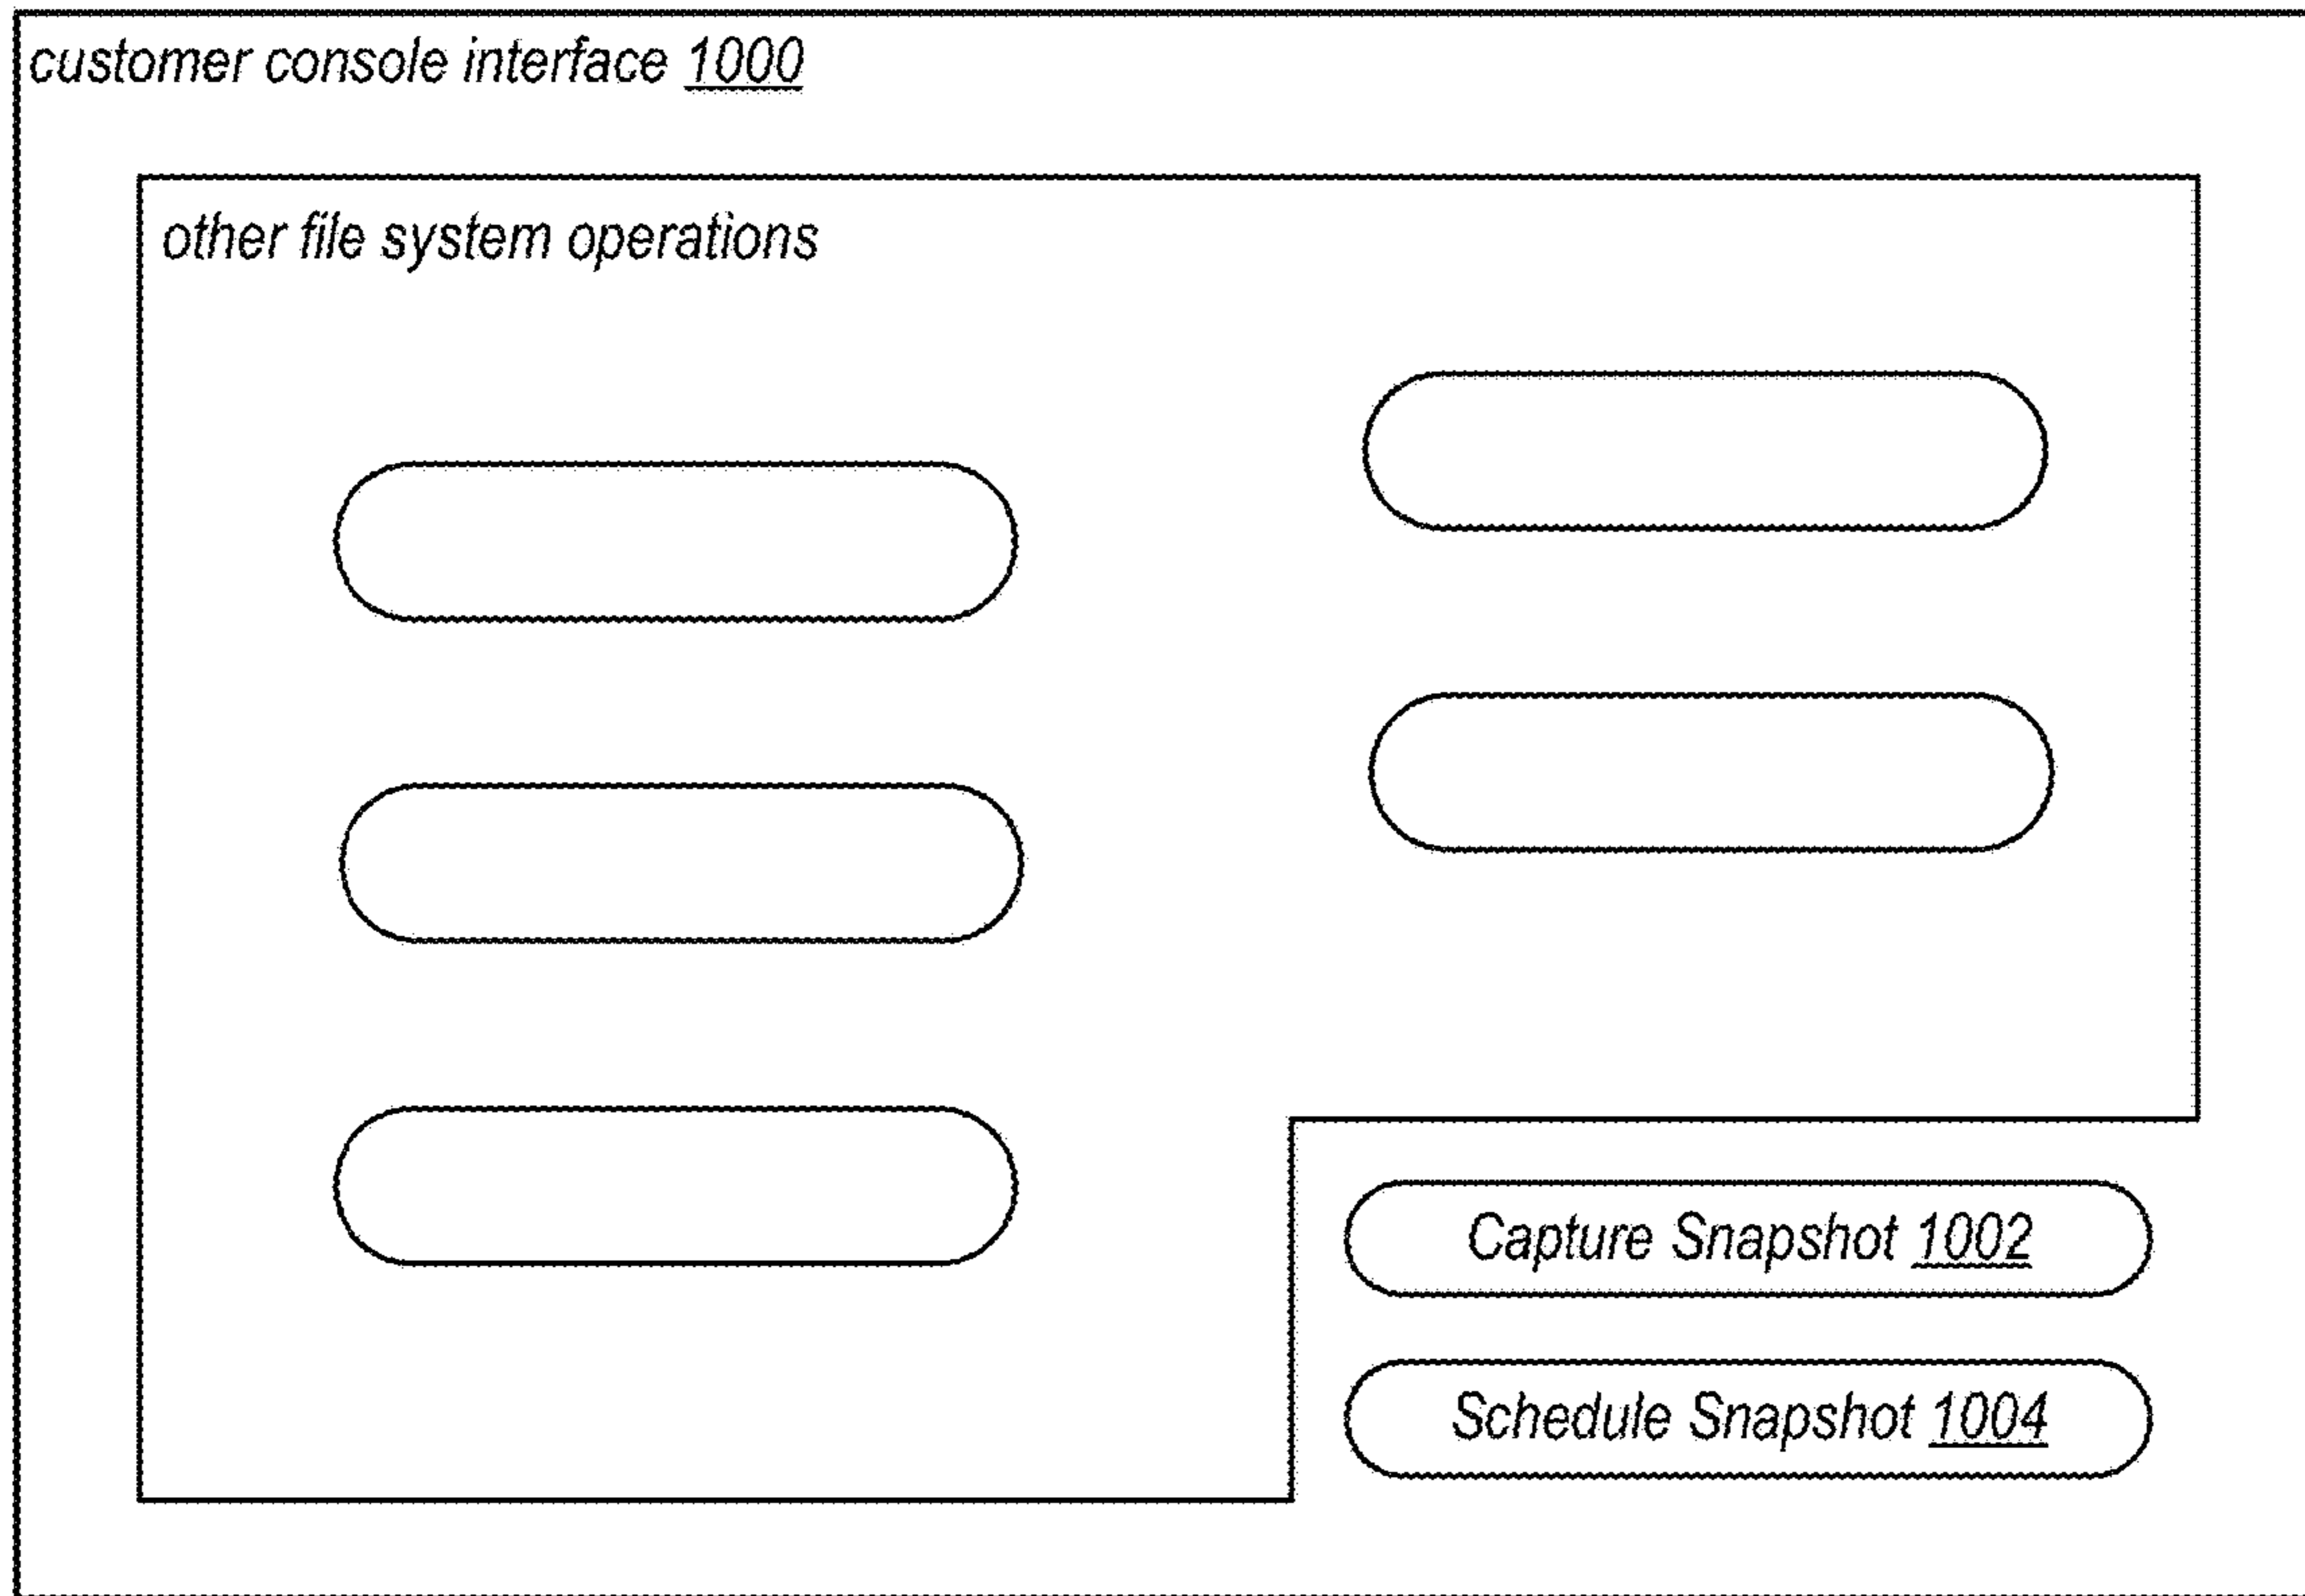 customer console interface 1000
other file system operations
Capture Snapshot 1002
Schedule Snapshot 1004